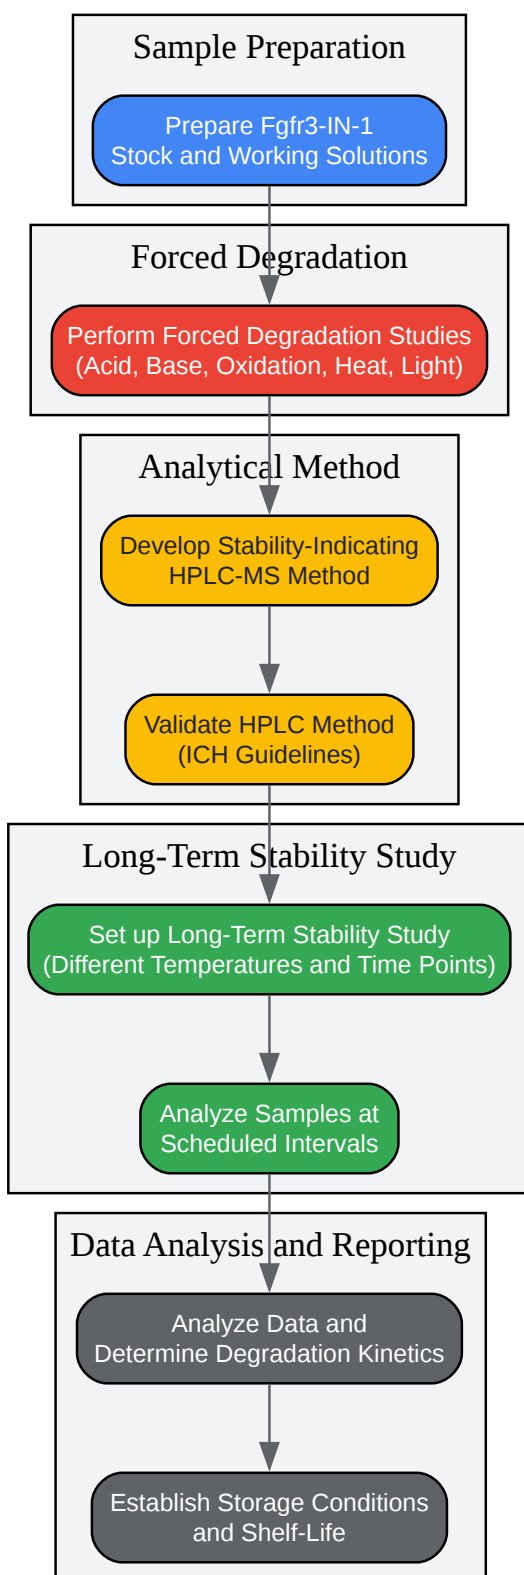 Sample Preparation
Prepare Fgfr3-IN-1
Stock and Working Solutions
Forced Degradation
Perform Forced Degradation Studies
(Acid, Base, Oxidation, Heat, Light)
Analytical Method
Develop Stability-Indicating
HPLC-MS Method
Validate HPLC Method
(ICH Guidelines)
Long-Term Stability Study
Set up Long-Term Stability Study
(Different Temperatures and Time Points)
Analyze Samples at
Scheduled Intervals
Data Analysis and Reporting
Analyze Data and
Determine Degradation Kinetics
Establish Storage Conditions
and Shelf-Life